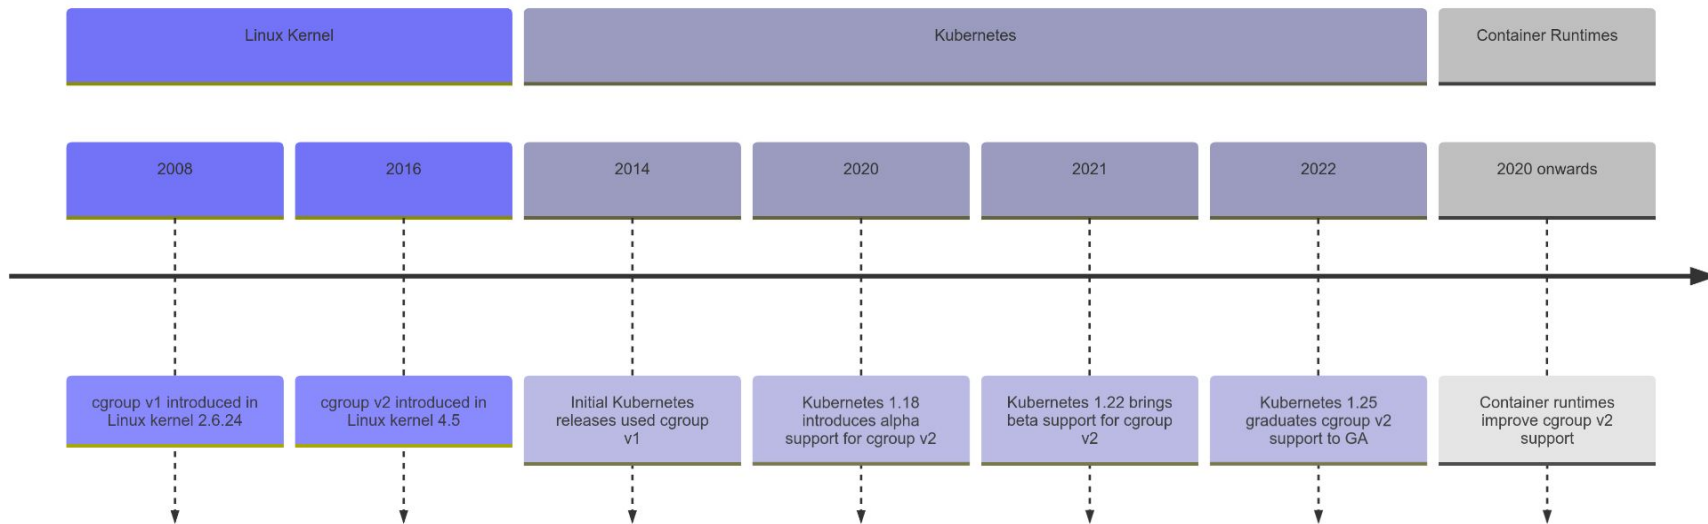 Linux Kernel
Kubernetes
Container Runtimes
2008
2016
2014
2020
2021
2022
2020 onwards
cgroup v1 introduced in
Linux kernel 2.6.24
cgroup v2 introduced in
Linux kernel 4.5
Initial Kubernetes
releases used cgroup
v1
Kubernetes 1.18
introduces alpha
support for cgroup v2
Kubernetes 1.22 brings
beta support for cgroup
v2
Kubernetes 1.25
graduates cgroup v2
support to GA
Container runtimes
improve cgroup v2
support